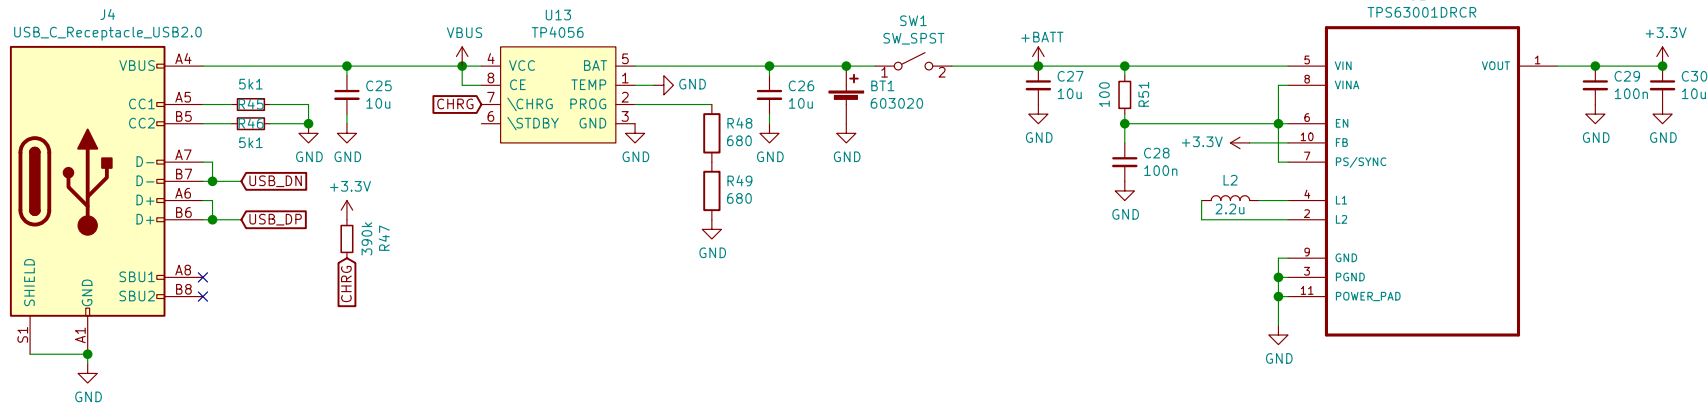 J4
USB_C_Receptacle_USB2.0
VBUS A4
CC1 A5
CC2 B5
D- A7
D- B7
D+ A6
D+ B6
SBU1 A8
SBU2 B8
SHIELD
GND
S1
A1
GND
5k1
R45
R46
5k1
GND
C25
10u
GND
USB_DN
USB_DP
+3.3V
390k
R47
CHRG
VBUS
U13
TP4056
4 VCC BAT 5
8 CE TEMP 1
7 \CHRG PROG 2
6 \STDBY GND 3
CHRG
GND
GND
R48
680
R49
680
GND
C26
10u
GND
BT1
603020
GND
SW1
SW_SPST
1
2
+BATT
C27
10u
GND
100
R51
C28
100n
GND
+3.3V
L2
2.2u
TPS63001DRCR
5 VIN VOUT 1
8 VINA
6 EN
10 FB
7 PS/SYNC
4 L1
2 L2
9 GND
3 PGND
11 POWER_PAD
GND
+3.3V
C29
100n
GND
C30
10u
GND